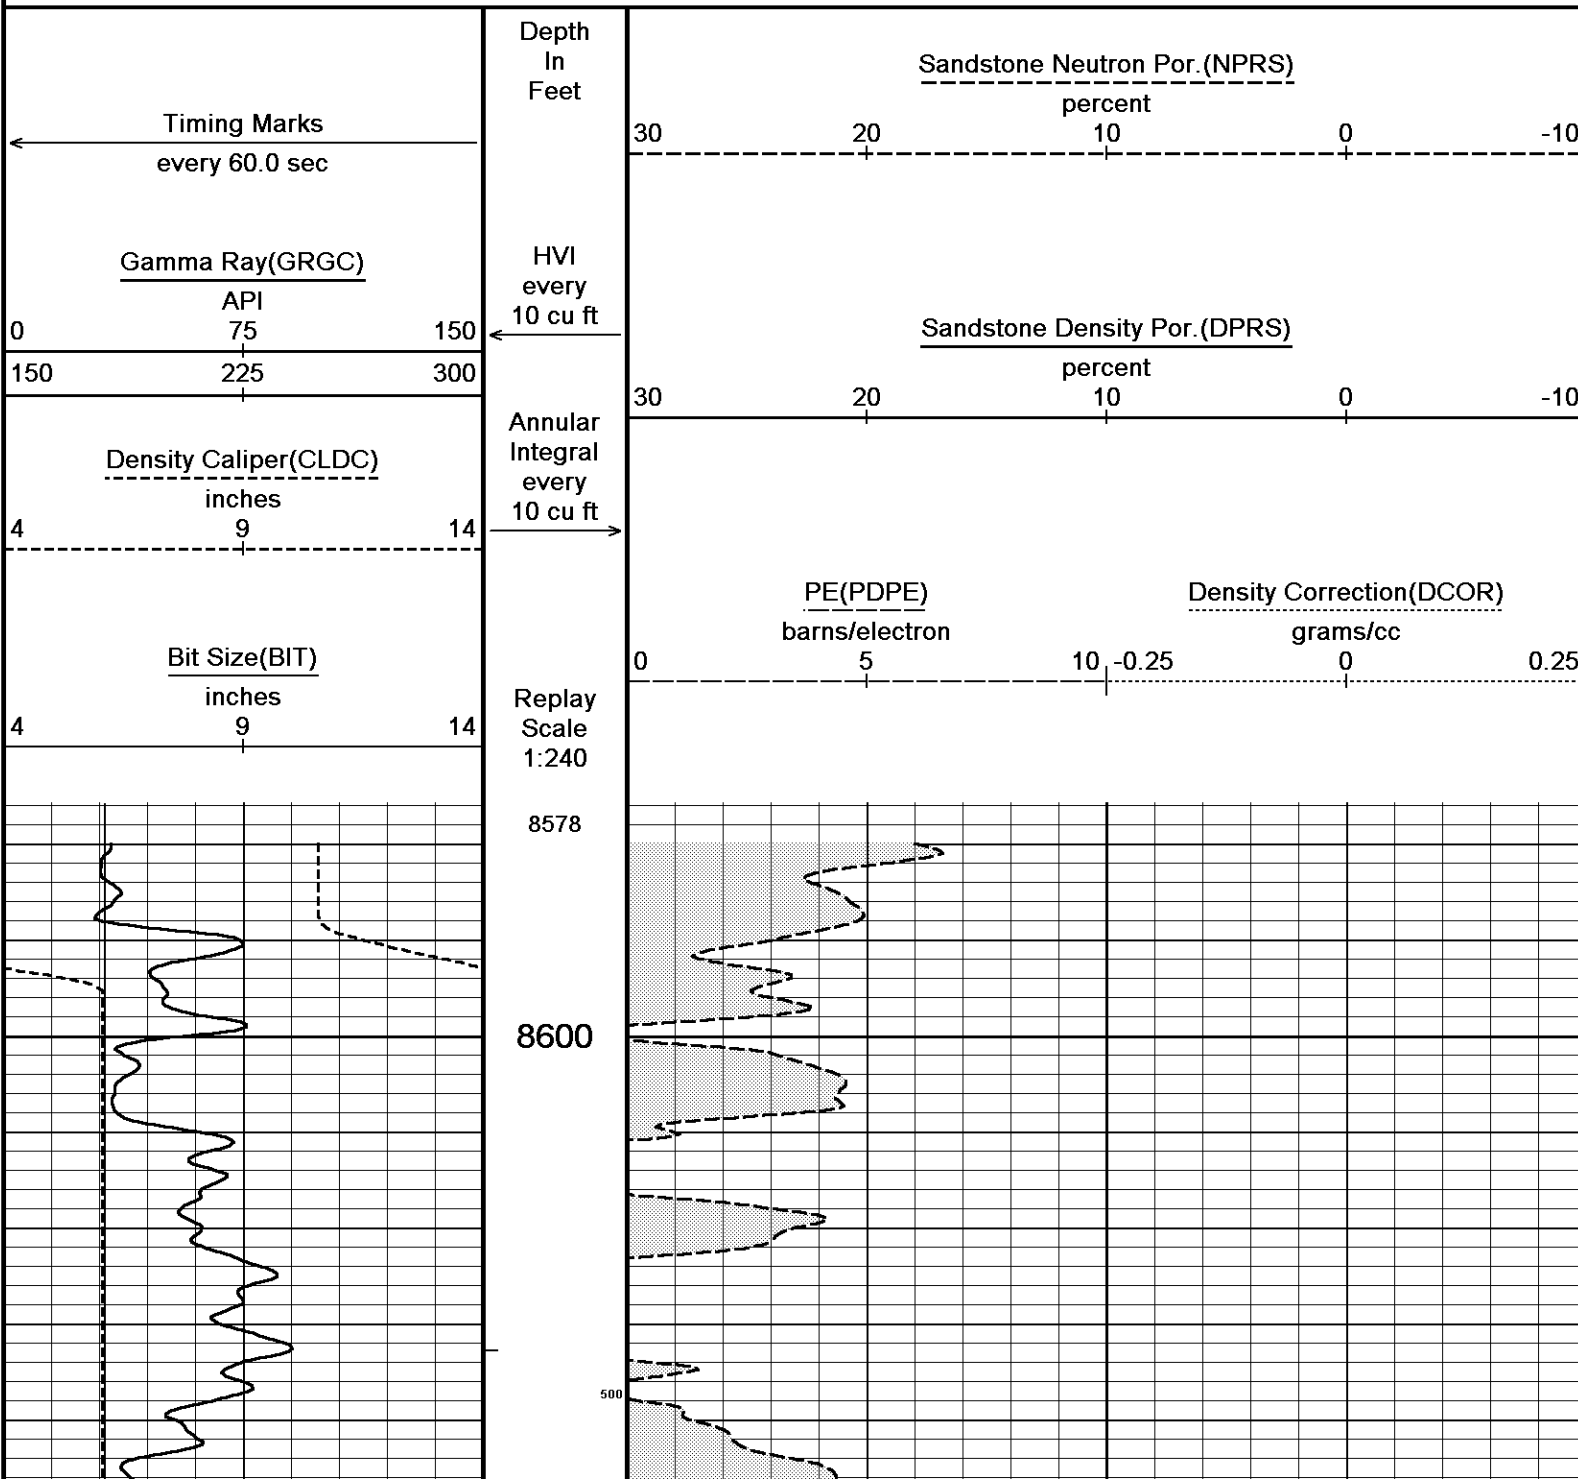 Timing Marks
every 60.0 sec
Gamma Ray(GRGC)
API
0 75 150
150 225 300
Density Caliper(CLDC)
inches
4 9 14
Bit Size(BIT)
inches
4 9 14
Depth
In
Feet
HVI
every
10 cu ft
Annular
Integral
every
10 cu ft
Replay
Scale
1:240
8578
8600
500
Sandstone Neutron Por.(NPRS)
percent
30 20 10 0 -10
Sandstone Density Por.(DPRS)
percent
30 20 10 0 -10
PE(PDPE)
barns/electron
0 5 10
Density Correction(DCOR)
grams/cc
-0.25 0 0.25